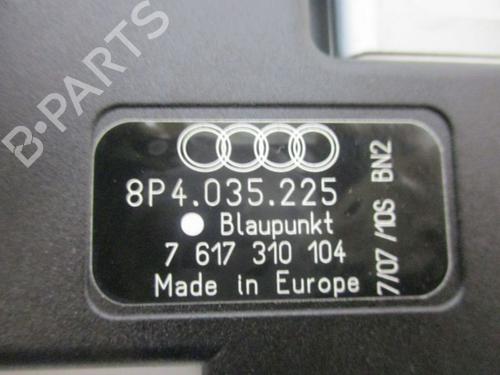 B·PARTS
8P4.035.225
Blaupunkt
7 617 310 104
Made in Europe
7/07 /10S BN2